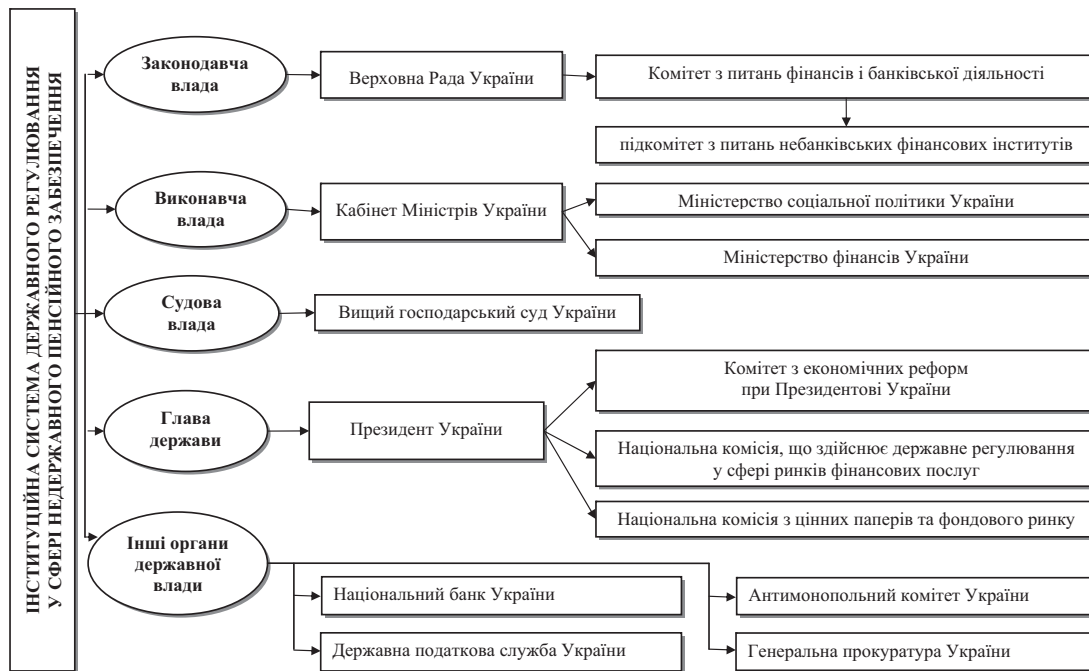 ІНСТИТУЦІЙНА СИСТЕМА ДЕРЖАВНОГО РЕГУЛЮВАННЯ
У СФЕРІ НЕДЕРЖАВНОГО ПЕНСІЙНОГО ЗАБЕЗПЕЧЕННЯ
Законодавча
влада
Верховна Рада України
Комітет з питань фінансів і банківської діяльності
підкомітет з питань небанківських фінансових інститутів
Виконавча
влада
Кабінет Міністрів України
Міністерство соціальної політики України
Міністерство фінансів України
Судова
влада
Вищий господарський суд України
Глава
держави
Президент України
Комітет з економічних реформ
при Президентові України
Національна комісія, що здійснює державне регулювання
у сфері ринків фінансових послуг
Національна комісія з цінних паперів та фондового ринку
Інші органи
державної
влади
Національний банк України
Антимонопольний комітет України
Державна податкова служба України
Генеральна прокуратура України